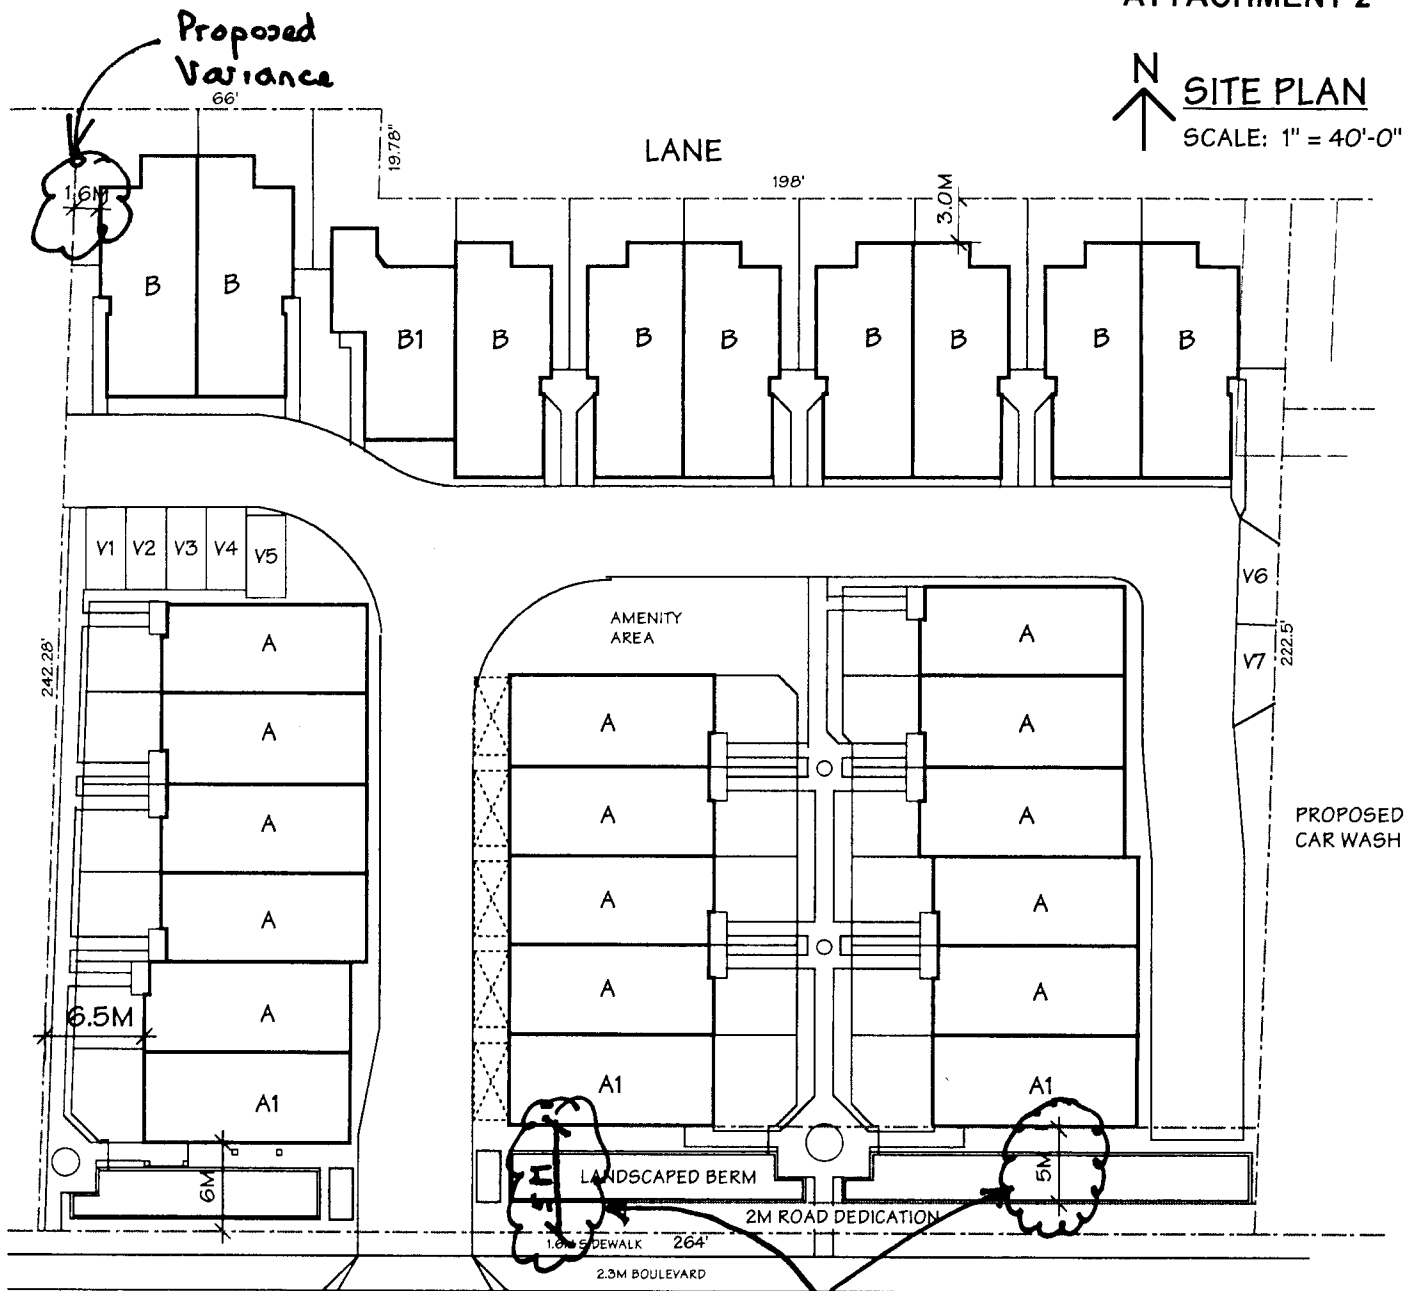 ATTACHMENT 2
Proposed
Variance
N
SITE PLAN
SCALE: 1" = 40'-0"
66'
19.78"
LANE
198'
3.0M
1.6M
B
B
B1
B
B
B
B
B
B
B
V1
V2
V3
V4
V5
V6
V7
242.28'
222.5'
AMENITY
AREA
A
A
A
A
A
A1
A
A
A
A
A1
A
A
A
A
A
A1
PROPOSED
CAR WASH
6.5M
6M
5M
5M
LANDSCAPED BERM
2M ROAD DEDICATION
SIDEWALK
264'
2.3M BOULEVARD